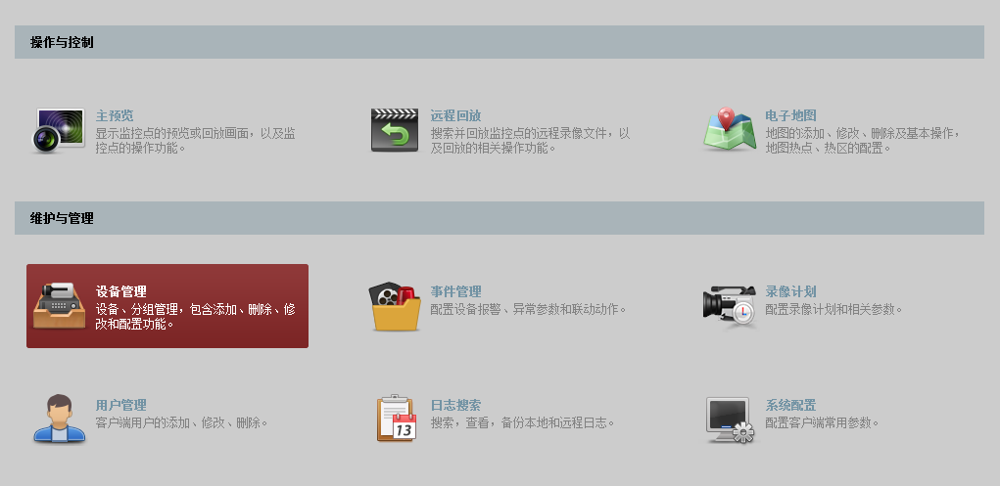 操作与控制
主预览
显示监控点的预览或回放画面，以及监
控点的操作功能。
远程回放
搜索并回放监控点的远程录像文件，以
及回放的相关操作功能。
电子地图
地图的添加、修改、删除及基本操作，
地图热点、热区的配置。
维护与管理
设备管理
设备、分组管理，包含添加、删除、修
改和配置功能。
事件管理
配置设备报警、异常参数和联动动作。
录像计划
配置录像计划和相关参数。
用户管理
客户端用户的添加、修改、删除。
13
日志搜索
搜索，查看，备份本地和远程日志。
系统配置
配置客户端常用参数。